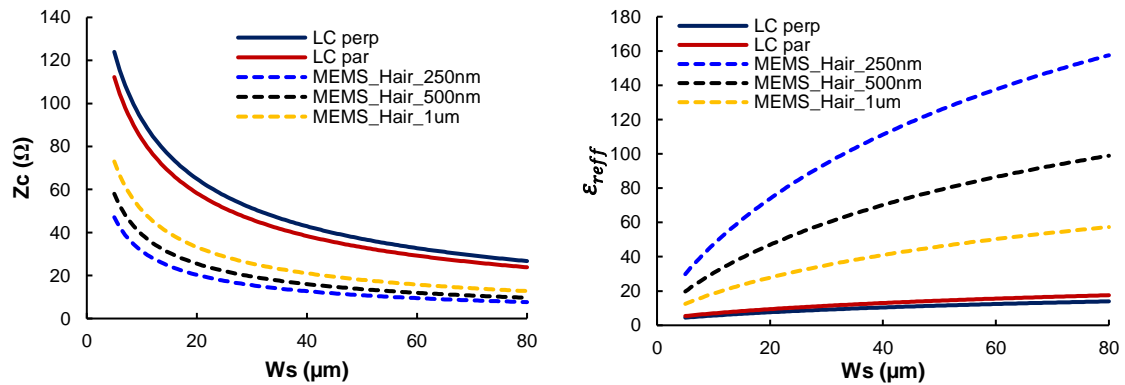 140
120
100
80
60
40
20
0
Zc (Ω)
LC perp
LC par
MEMS_Hair_250nm
MEMS_Hair_500nm
MEMS_Hair_1um
0 20 40 60 80
Ws (µm)
180
160
140
120
100
80
60
40
20
0
εreff
LC perp
LC par
MEMS_Hair_250nm
MEMS_Hair_500nm
MEMS_Hair_1um
0 20 40 60 80
Ws (µm)